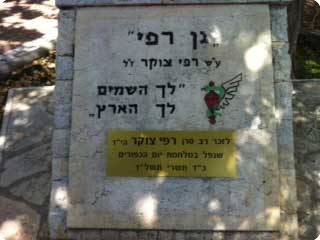 "גן רפי"
ע"ש רפי צוקר ז"ל
"לך השמים
לך הארץ"
לזכר רב סרן רפי צוקר הי"ד
שנפל במלחמת יום הכפורים
כ"ד תשרי תשל"ד